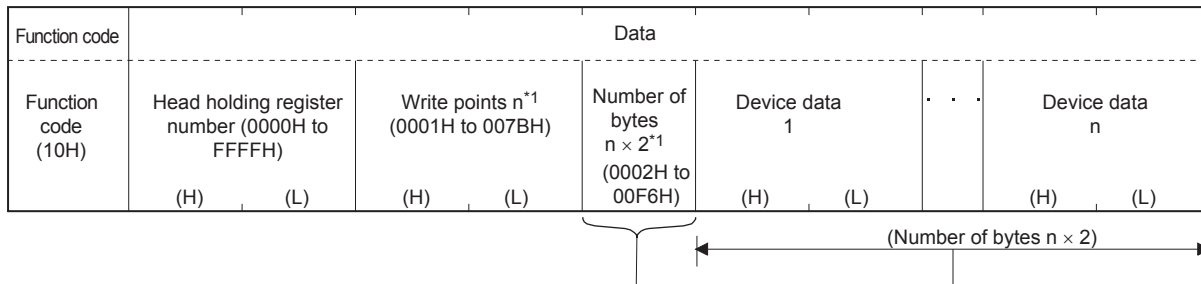 Function code
Data
Function
code
(10H)
Head holding register
number (0000H to
FFFFH)
(H) (L)
Write points n*1
(0001H to 007BH)
(H) (L)
Number of
bytes
n × 2*1
(0002H to
00F6H)
Device data
1
(H) (L)
. . .
Device data
n
(H) (L)
(Number of bytes n × 2)